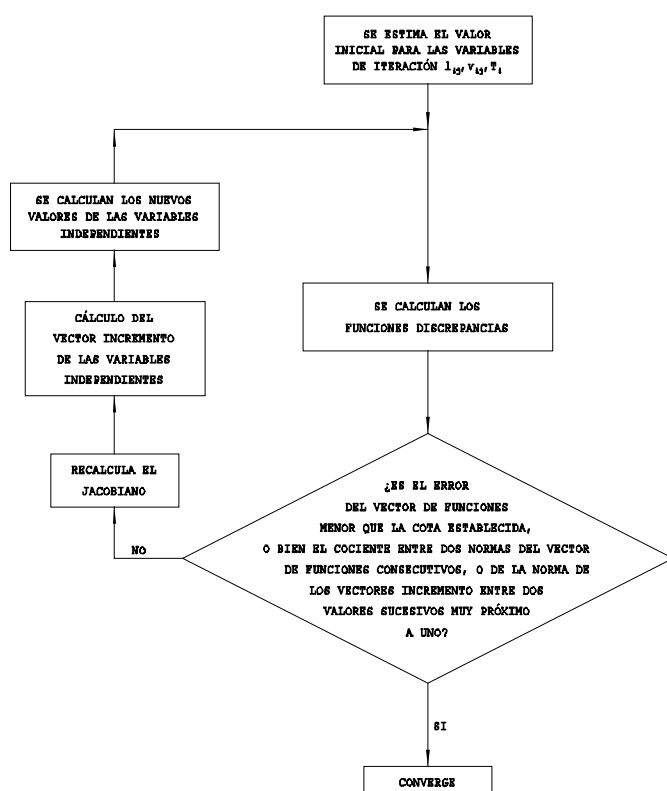 SE ESTIMA EL VALOR
INICIAL PARA LAS VARIABLES
DE ITERACIÓN l_ij, v_ij, T_i
SE CALCULAN LOS NUEVOS
VALORES DE LAS VARIABLES
INDEPENDIENTES
CÁLCULO DEL
VECTOR INCREMENTO
DE LAS VARIABLES
INDEPENDIENTES
SE CALCULAN LOS
FUNCIONES DISCREPANCIAS
RECALCULA EL
JACOBIANO
NO
¿ES EL ERROR
DEL VECTOR DE FUNCIONES
MENOR QUE LA COTA ESTABLECIDA,
O BIEN EL COCIENTE ENTRE DOS NORMAS DEL VECTOR
DE FUNCIONES CONSECUTIVOS, O DE LA NORMA DE
LOS VECTORES INCREMENTO ENTRE DOS
VALORES SUCESIVOS MUY PRÓXIMO
A UNO?
SI
CONVERGE